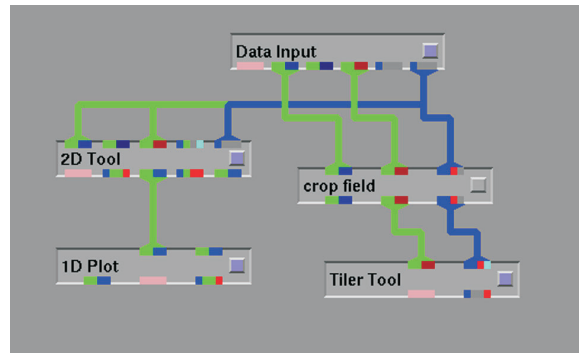 Data Input
2D Tool
crop field
1D Plot
Tiler Tool